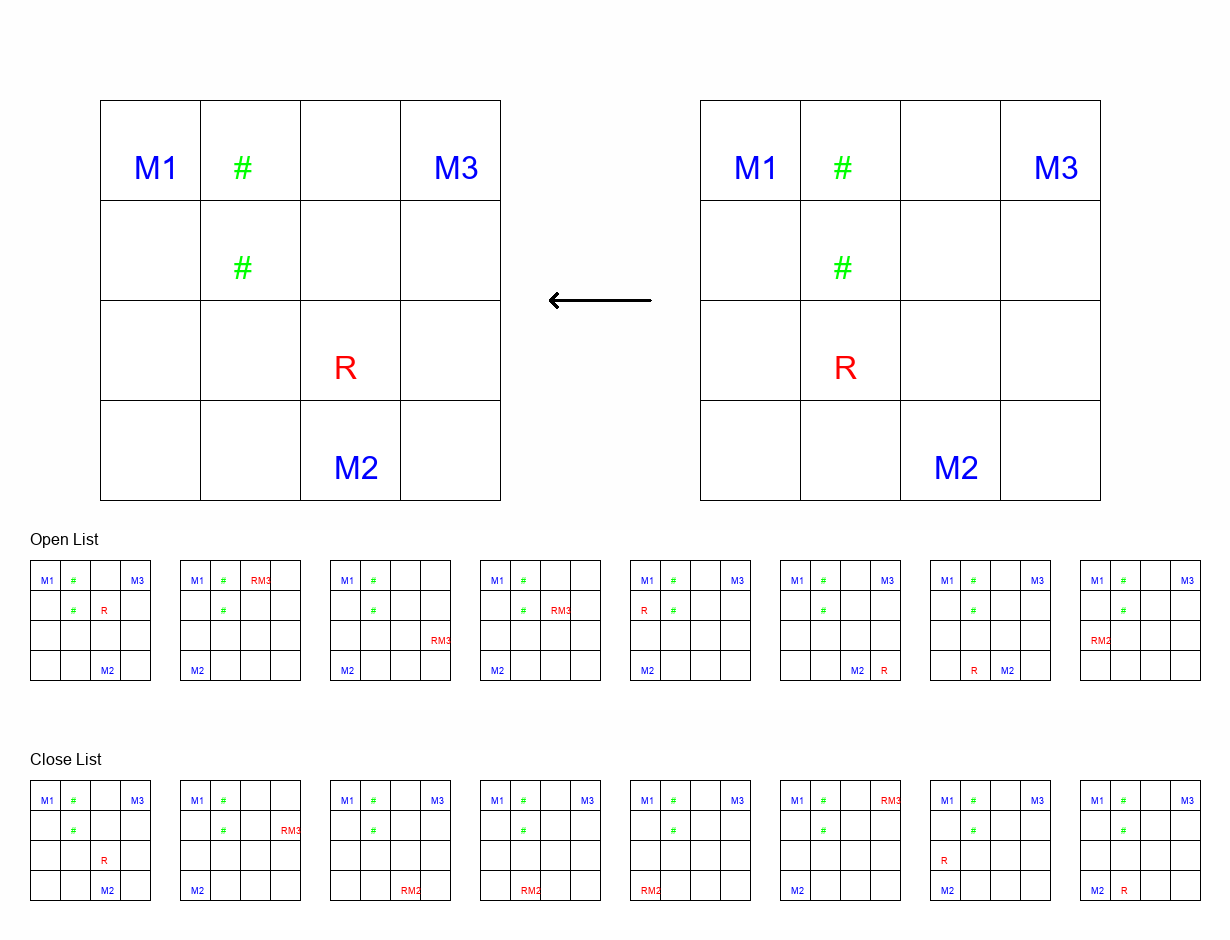 M1 # M3 M1 # M3
# #
R R
M2 M2
Open List
M1 # M3 M1 # RM3 M1 # M1 # M1 # M3 M1 # M3 M1 # M3 M1 # M3
# R # # # RM3 R # # # #
RM3 RM2
M2 M2 M2 M2 M2 M2 R R M2
Close List
M1 # M3 M1 # M1 # M3 M1 # M3 M1 # M3 M1 # RM3 M1 # M3 M1 # M3
# # RM3 # # # # # #
R R
M2 M2 RM2 RM2 RM2 M2 M2 M2 R